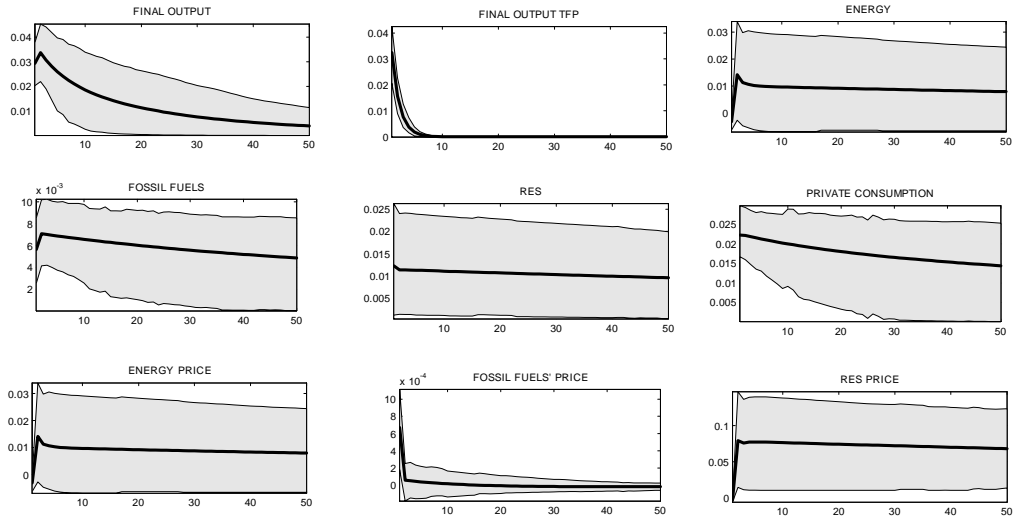 FINAL OUTPUT
0.04
0.03
0.02
0.01
10 20 30 40 50
FINAL OUTPUT TFP
0.04
0.03
0.02
0.01
0
10 20 30 40 50
ENERGY
0.03
0.02
0.01
0
10 20 30 40 50
FOSSIL FUELS
x 10-3
10
8
6
4
2
10 20 30 40 50
RES
0.025
0.02
0.015
0.01
0.005
10 20 30 40 50
PRIVATE CONSUMPTION
0.025
0.02
0.015
0.01
0.005
10 20 30 40 50
ENERGY PRICE
0.03
0.02
0.01
0
10 20 30 40 50
FOSSIL FUELS' PRICE
x 10-4
10
8
6
4
2
0
10 20 30 40 50
RES PRICE
0.1
0.05
0
10 20 30 40 50